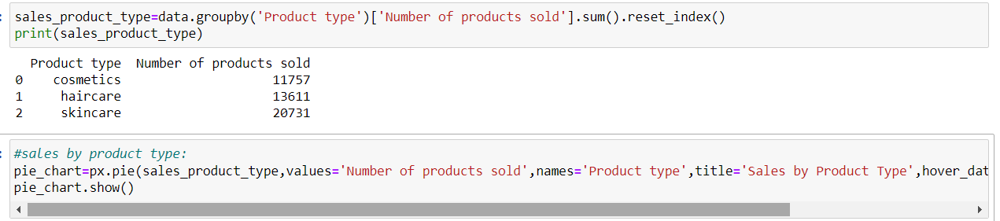 sales_product_type=data.groupby('Product type')['Number of products sold'].sum().reset_index()
print(sales_product_type)
Product type  Number of products sold
0    cosmetics                    11757
1     haircare                    13611
2     skincare                    20731
#sales by product type:
pie_chart=px.pie(sales_product_type,values='Number of products sold',names='Product type',title='Sales by Product Type',hover_dat
pie_chart.show()